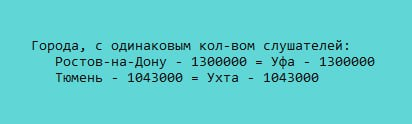 Города, с одинаковым кол-вом слушателей:
Ростов-на-Дону - 1300000 = Уфа - 1300000
Тюмень - 1043000 = Ухта - 1043000